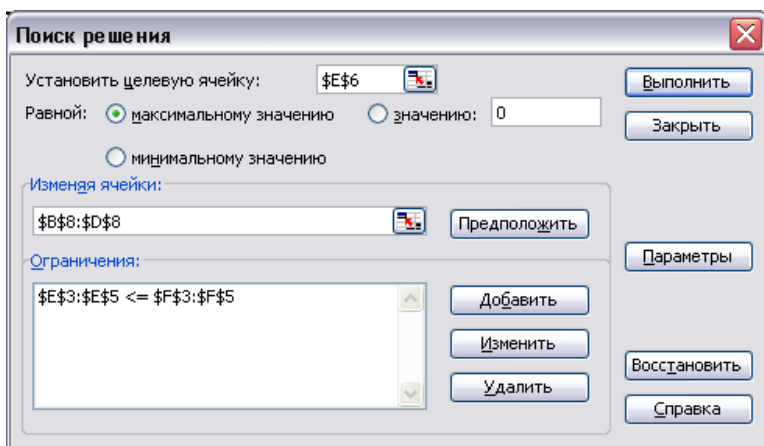 Поиск решения
Установить целевую ячейку: $E$6 Выполнить
Равной: максимальному значению значению: 0 Закрыть
минимальному значению
Изменяя ячейки:
$B$8:$D$8 Предположить
Параметры
Ограничения:
$E$3:$E$5 <= $F$3:$F$5 Добавить
Изменить
Восстановить
Удалить
Справка